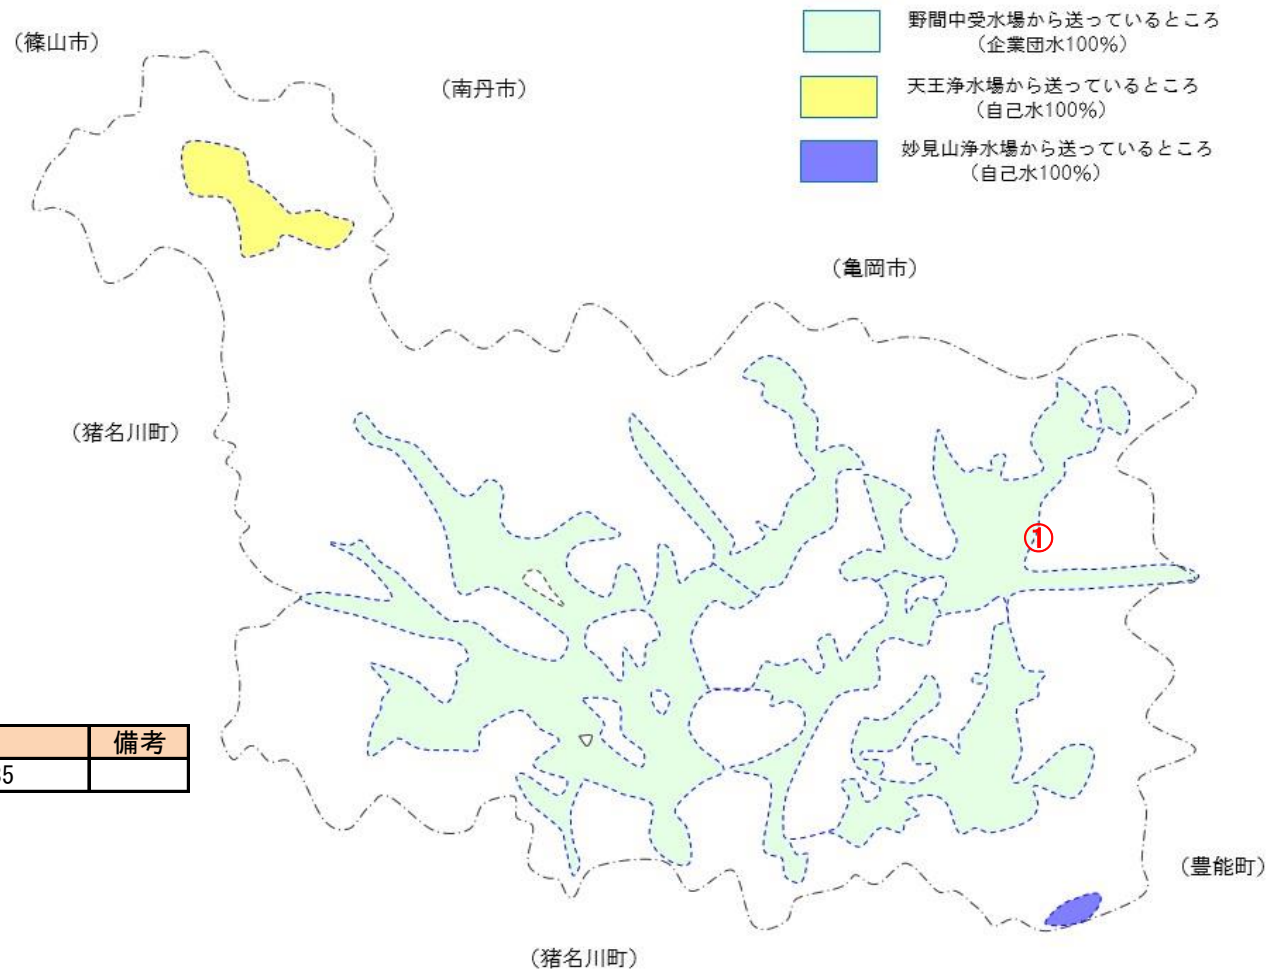 野間中受水場から送っているところ
（企業団水100％）
（篠山市）
（南丹市）
天王浄水場から送っているところ
（自己水100％）
妙見山浄水場から送っているところ
（自己水100％）
（亀岡市）
（猪名川町）
①
備考
5
（豊能町）
（猪名川町）